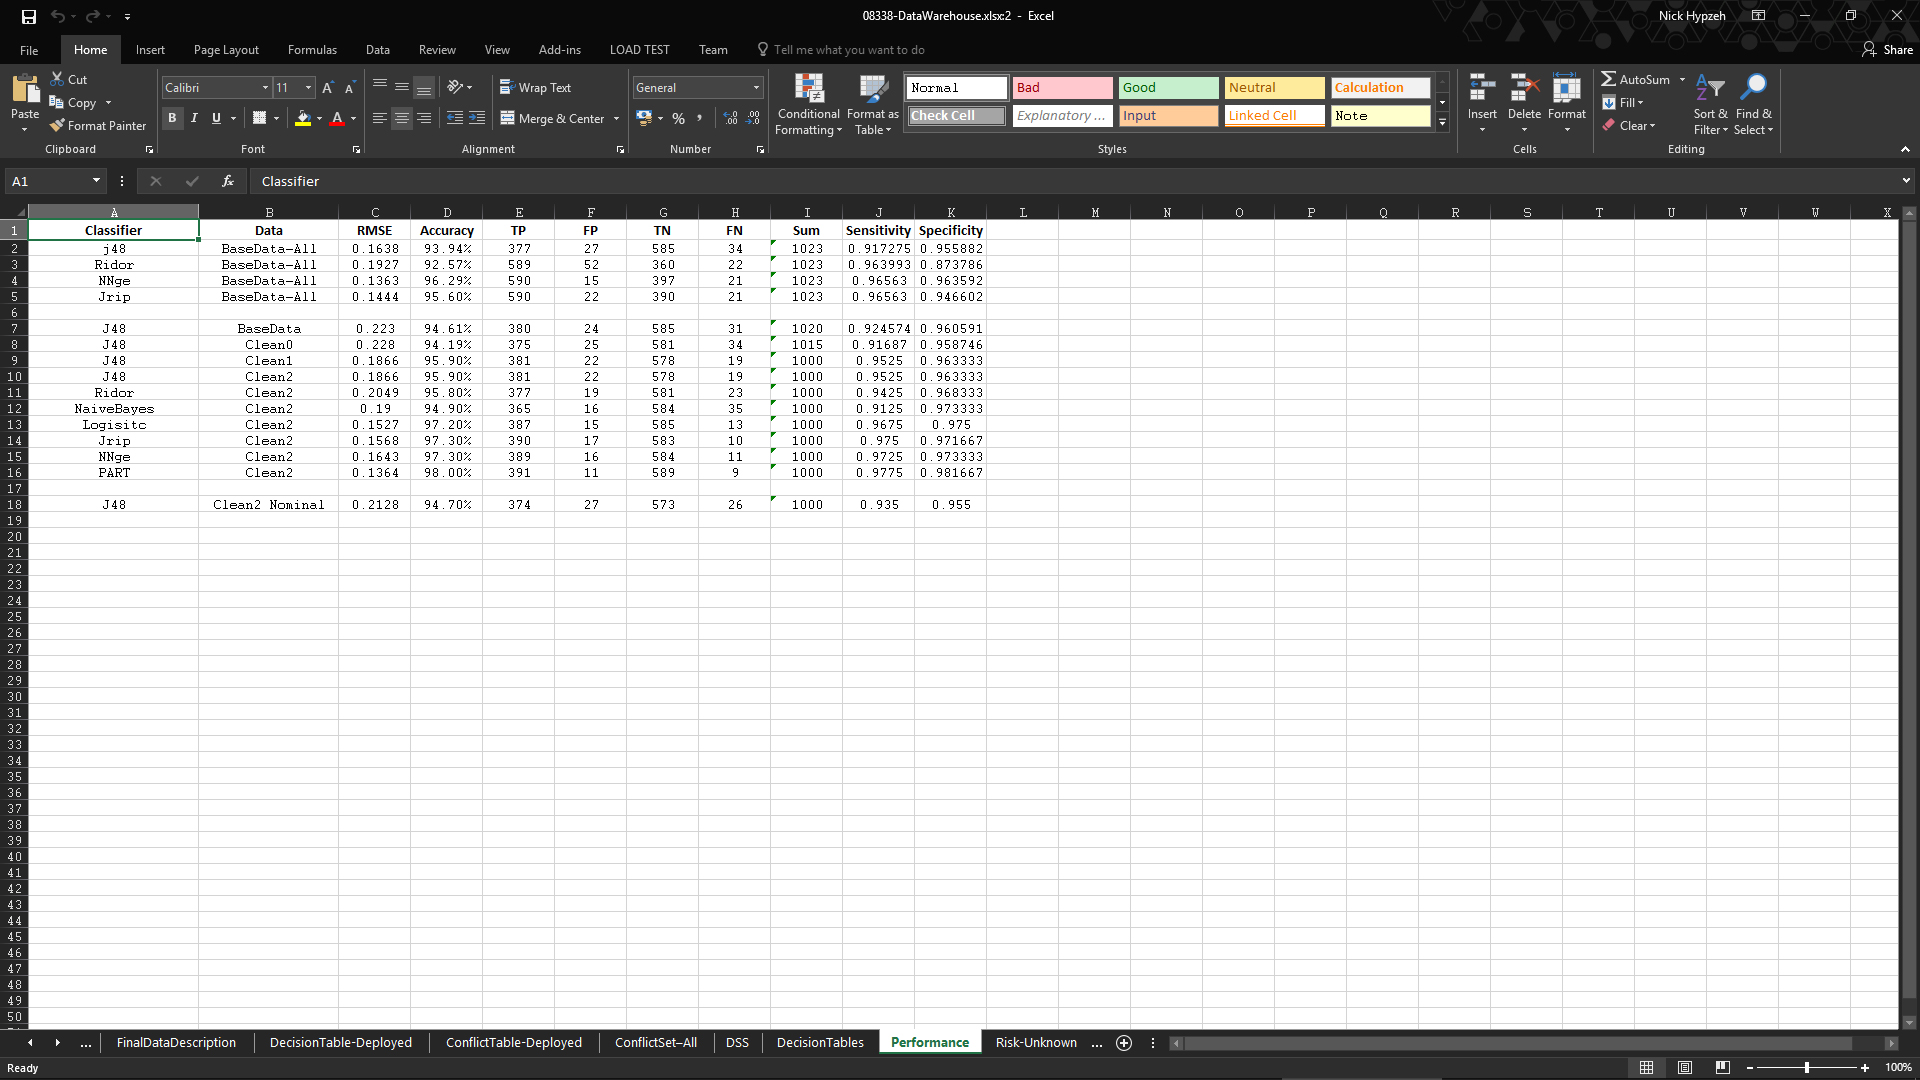 08338-DataWarehouse.xlsx:2 - Excel
Nick Hypzeh
File Home Insert Page Layout Formulas Data Review View Add-ins LOAD TEST Team Tell me what you want to do Share
Paste Cut Copy Format Painter Clipboard
Calibri 11 B I U A A A Font
Wrap Text Merge & Center Alignment
General % , Number
Conditional Formatting Format as Table
Normal Bad Good Neutral Calculation
Check Cell Explanatory ... Input Linked Cell Note
Styles
Insert Delete Format Cells
AutoSum Fill Clear Sort & Filter Find & Select Editing
A1 fx Classifier
A B C D E F G H I J K L M N O P Q R S T U V W X
1 Classifier Data RMSE Accuracy TP FP TN FN Sum Sensitivity Specificity
2 j48 BaseData-All 0.1638 93.94% 377 27 585 34 1023 0.917275 0.955882
3 Ridor BaseData-All 0.1927 92.57% 589 52 360 22 1023 0.963993 0.873786
4 NNge BaseData-All 0.1363 96.29% 590 15 397 21 1023 0.96563 0.963592
5 Jrip BaseData-All 0.1444 95.60% 590 22 390 21 1023 0.96563 0.946602
6
7 J48 BaseData 0.223 94.61% 380 24 585 31 1020 0.924574 0.960591
8 J48 Clean0 0.228 94.19% 375 25 581 34 1015 0.91687 0.958746
9 J48 Clean1 0.1866 95.90% 381 22 578 19 1000 0.9525 0.963333
10 J48 Clean2 0.1866 95.90% 381 22 578 19 1000 0.9525 0.963333
11 Ridor Clean2 0.2049 95.80% 377 19 581 23 1000 0.9425 0.968333
12 NaiveBayes Clean2 0.19 94.90% 365 16 584 35 1000 0.9125 0.973333
13 Logisitc Clean2 0.1527 97.20% 387 15 585 13 1000 0.9675 0.975
14 Jrip Clean2 0.1568 97.30% 390 17 583 10 1000 0.975 0.971667
15 NNge Clean2 0.1643 97.30% 389 16 584 11 1000 0.9725 0.973333
16 PART Clean2 0.1364 98.00% 391 11 589 9 1000 0.9775 0.981667
17
18 J48 Clean2 Nominal 0.2128 94.70% 374 27 573 26 1000 0.935 0.955
19
20
21
22
23
24
25
26
27
28
29
30
31
32
33
34
35
36
37
38
39
40
41
42
43
44
45
46
47
48
49
50
... FinalDataDescription DecisionTable-Deployed ConflictTable-Deployed ConflictSet–All DSS DecisionTables Performance Risk-Unknown ...
Ready 100%